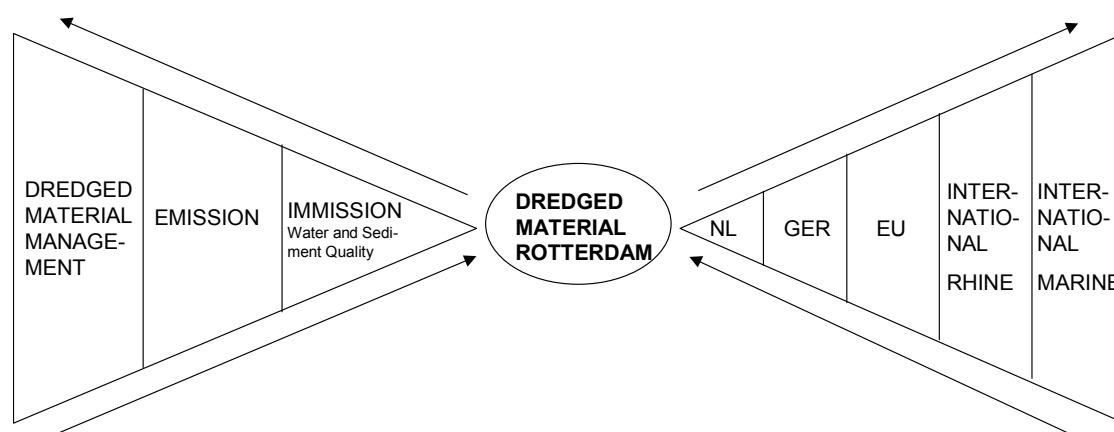 DREDGED
MATERIAL
MANAGE-
MENT
EMISSION
IMMISSION
Water and Sedi-
ment Quality
DREDGED
MATERIAL
ROTTERDAM
NL
GER
EU
INTER-
NATIO-
NAL
RHINE
INTER-
NATIO-
NAL
MARINE